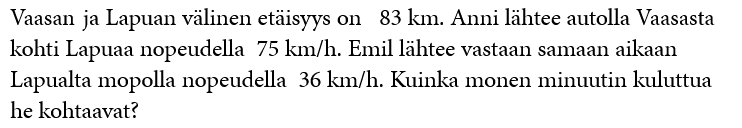 Vaasan ja Lapuan välinen etäisyys on 83 km. Anni lähtee autolla Vaasasta
kohti Lapuaa nopeudella 75 km/h. Emil lähtee vastaan samaan aikaan
Lapualta mopolla nopeudella 36 km/h. Kuinka monen minuutin kuluttua
he kohtaavat?